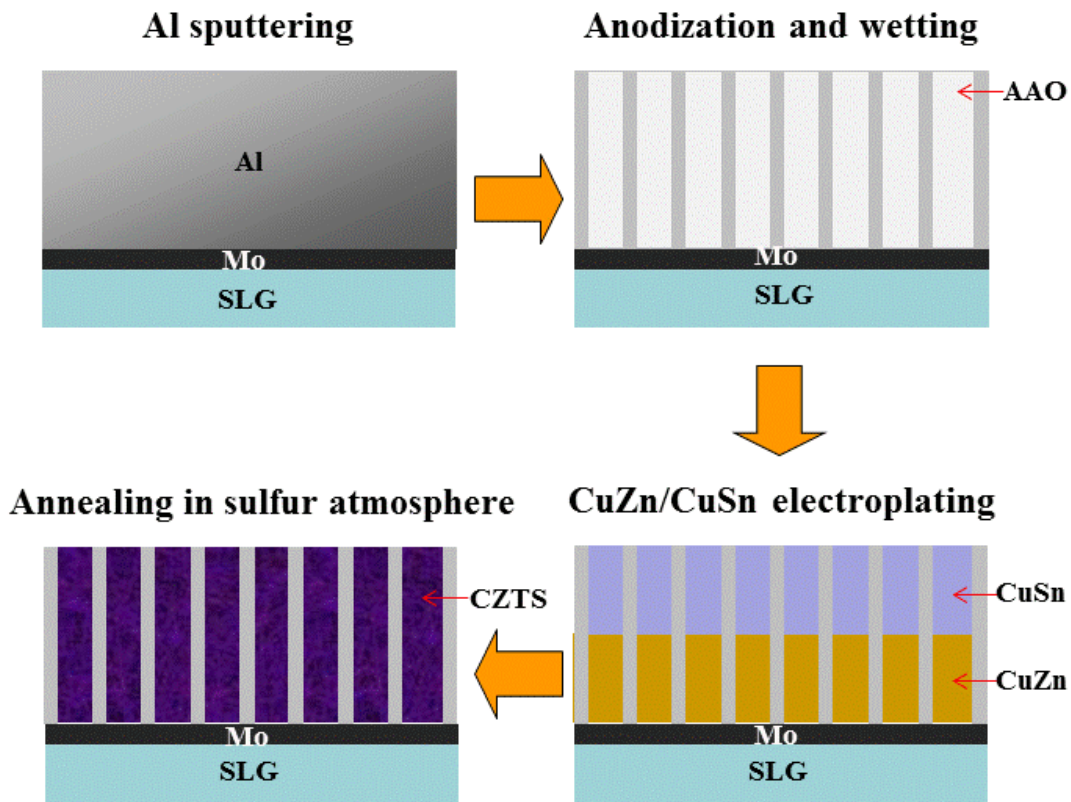 Al sputtering
Anodization and wetting
Al
AAO
Mo
SLG
Mo
SLG
Annealing in sulfur atmosphere
CuZn/CuSn electroplating
CZTS
CuSn
CuZn
Mo
SLG
Mo
SLG